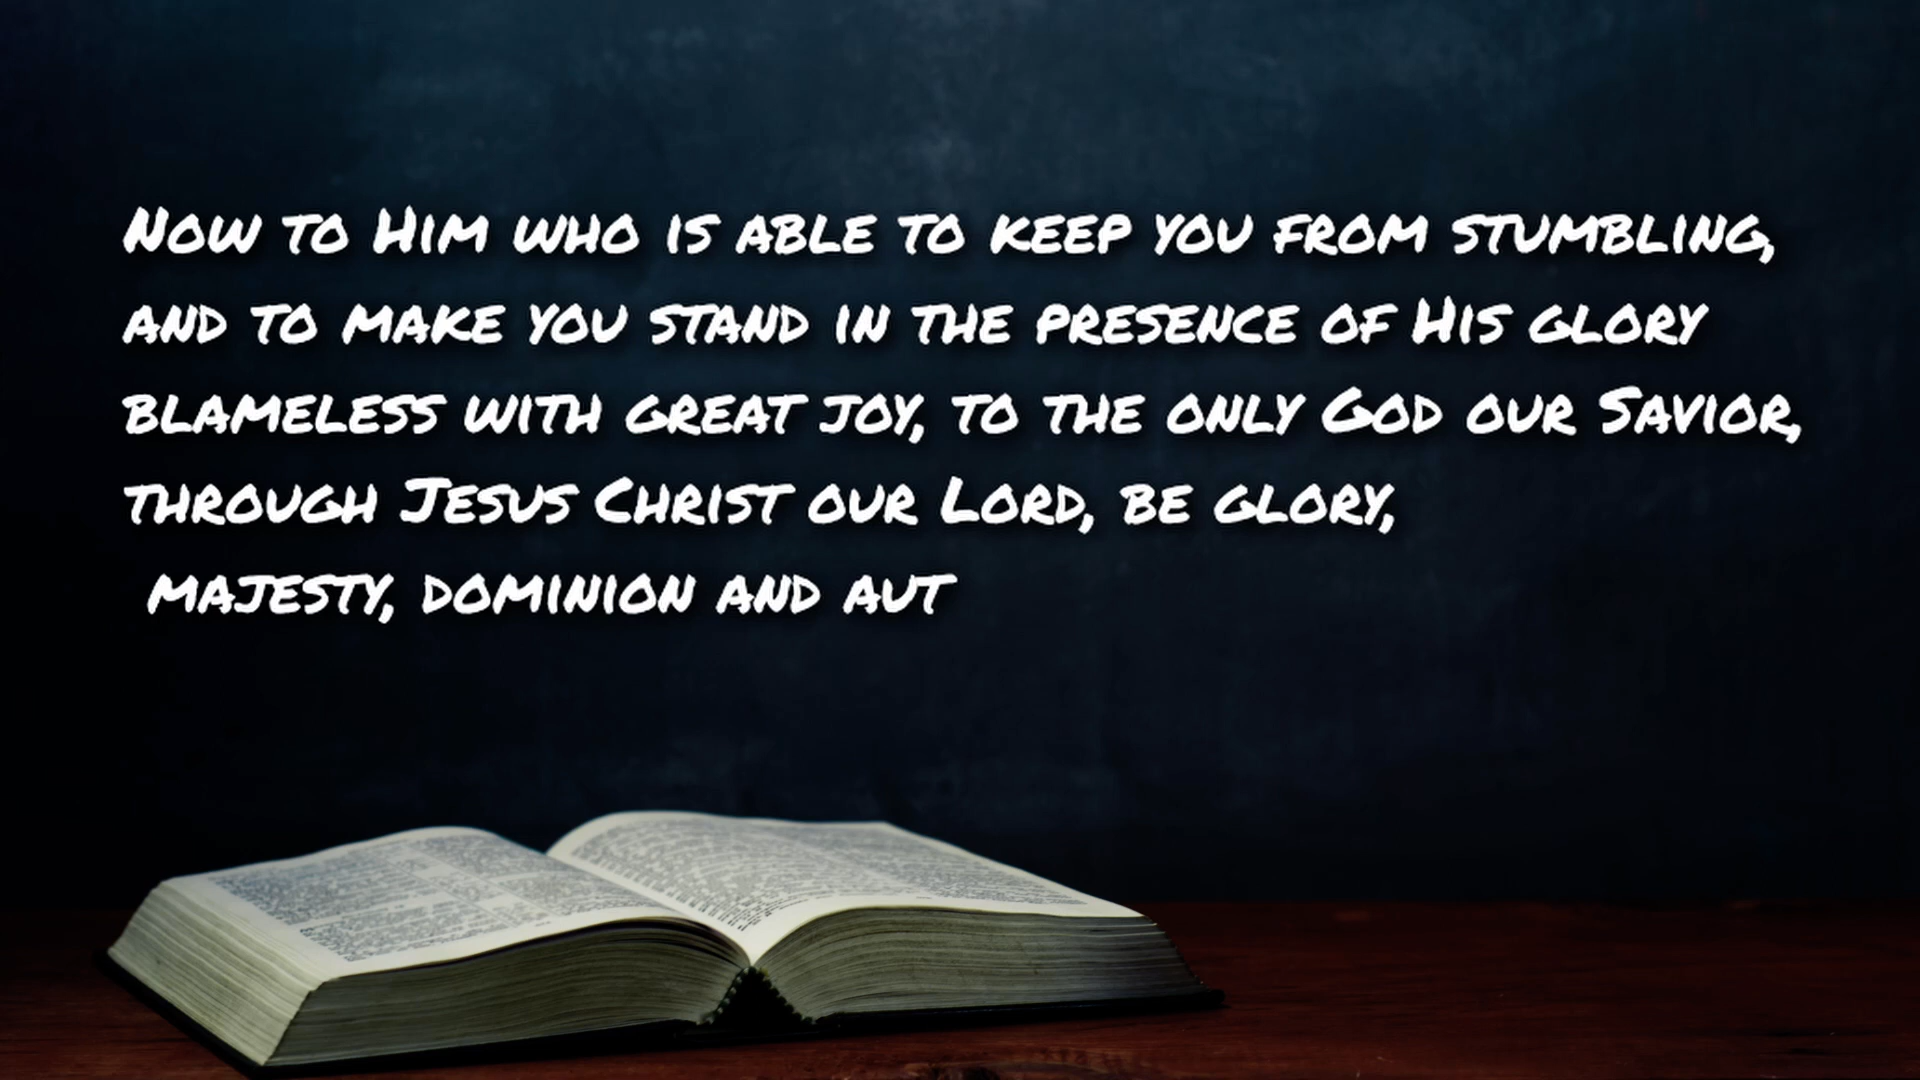 Now to Him who is able to keep you from stumbling,
and to make you stand in the presence of His glory
blameless with great joy, to the only God our Savior,
through Jesus Christ our Lord, be glory,
majesty, dominion and aut